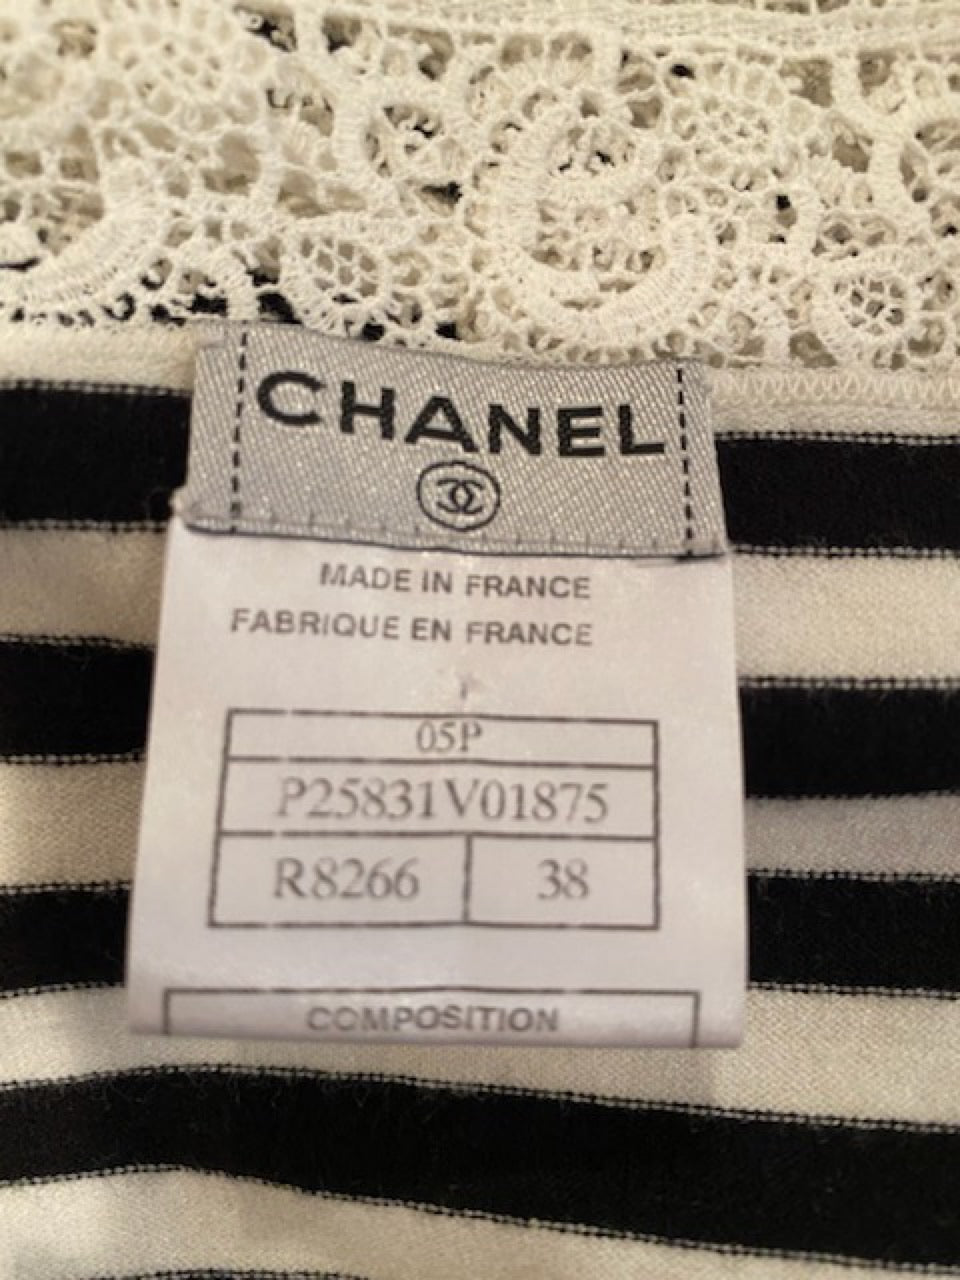 CHANEL
MADE IN FRANCE
FABRIQUE EN FRANCE
05P
P25831V01875
R8266 38
COMPOSITION